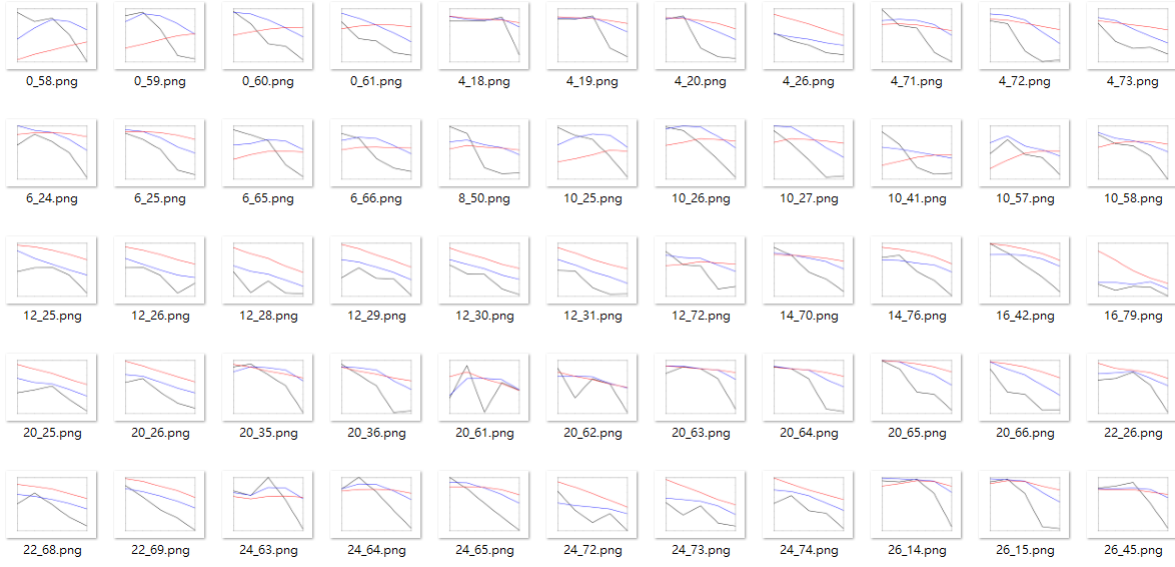 0_58.png 0_59.png 0_60.png 0_61.png 4_18.png 4_19.png 4_20.png 4_26.png 4_71.png 4_72.png 4_73.png
6_24.png 6_25.png 6_65.png 6_66.png 8_50.png 10_25.png 10_26.png 10_27.png 10_41.png 10_57.png 10_58.png
12_25.png 12_26.png 12_28.png 12_29.png 12_30.png 12_31.png 12_72.png 14_70.png 14_76.png 16_42.png 16_79.png
20_25.png 20_26.png 20_35.png 20_36.png 20_61.png 20_62.png 20_63.png 20_64.png 20_65.png 20_66.png 22_26.png
22_68.png 22_69.png 24_63.png 24_64.png 24_65.png 24_72.png 24_73.png 24_74.png 26_14.png 26_15.png 26_45.png